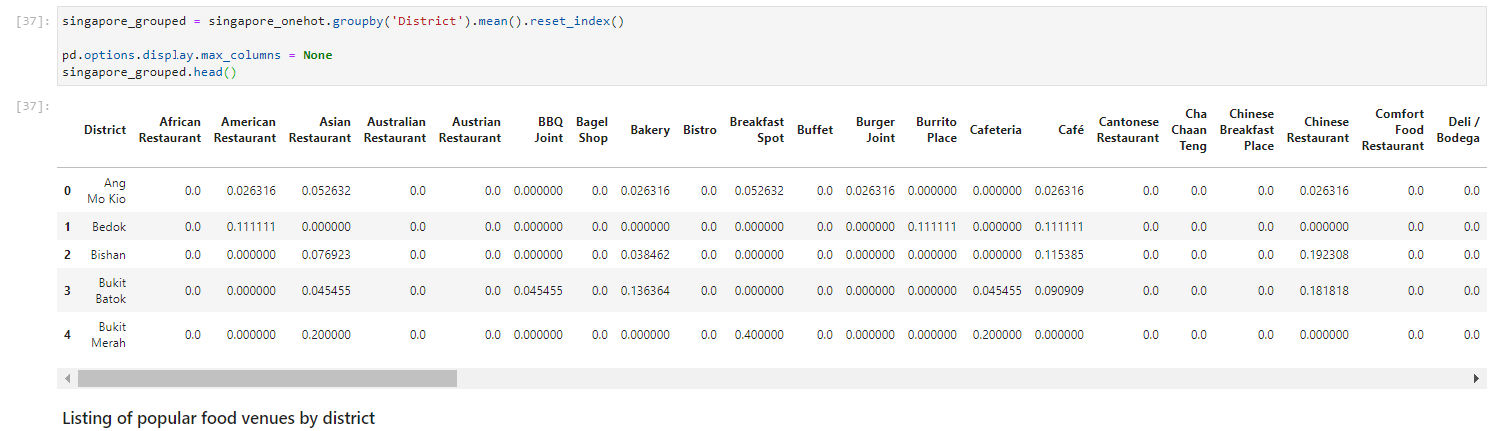 [37]: singapore_grouped = singapore_onehot.groupby('District').mean().reset_index()
pd.options.display.max_columns = None
singapore_grouped.head()
[37]:
District African Restaurant American Restaurant Asian Restaurant Australian Restaurant Austrian Restaurant BBQ Joint Bagel Shop Bakery Bistro Breakfast Spot Buffet Burger Joint Burrito Place Cafeteria Café Cantonese Restaurant Cha Chaan Teng Chinese Breakfast Place Chinese Restaurant Comfort Food Restaurant Deli / Bodega
0 Ang Mo Kio 0.0 0.026316 0.052632 0.0 0.0 0.000000 0.0 0.026316 0.0 0.052632 0.0 0.026316 0.000000 0.000000 0.026316 0.0 0.0 0.0 0.026316 0.0 0.0
1 Bedok 0.0 0.111111 0.000000 0.0 0.0 0.000000 0.0 0.000000 0.0 0.000000 0.0 0.000000 0.111111 0.000000 0.111111 0.0 0.0 0.0 0.000000 0.0 0.0
2 Bishan 0.0 0.000000 0.076923 0.0 0.0 0.000000 0.0 0.038462 0.0 0.000000 0.0 0.000000 0.000000 0.000000 0.115385 0.0 0.0 0.0 0.192308 0.0 0.0
3 Bukit Batok 0.0 0.000000 0.045455 0.0 0.0 0.045455 0.0 0.136364 0.0 0.000000 0.0 0.000000 0.000000 0.045455 0.090909 0.0 0.0 0.0 0.181818 0.0 0.0
4 Bukit Merah 0.0 0.000000 0.200000 0.0 0.0 0.000000 0.0 0.000000 0.0 0.400000 0.0 0.000000 0.000000 0.200000 0.000000 0.0 0.0 0.0 0.000000 0.0 0.0
Listing of popular food venues by district